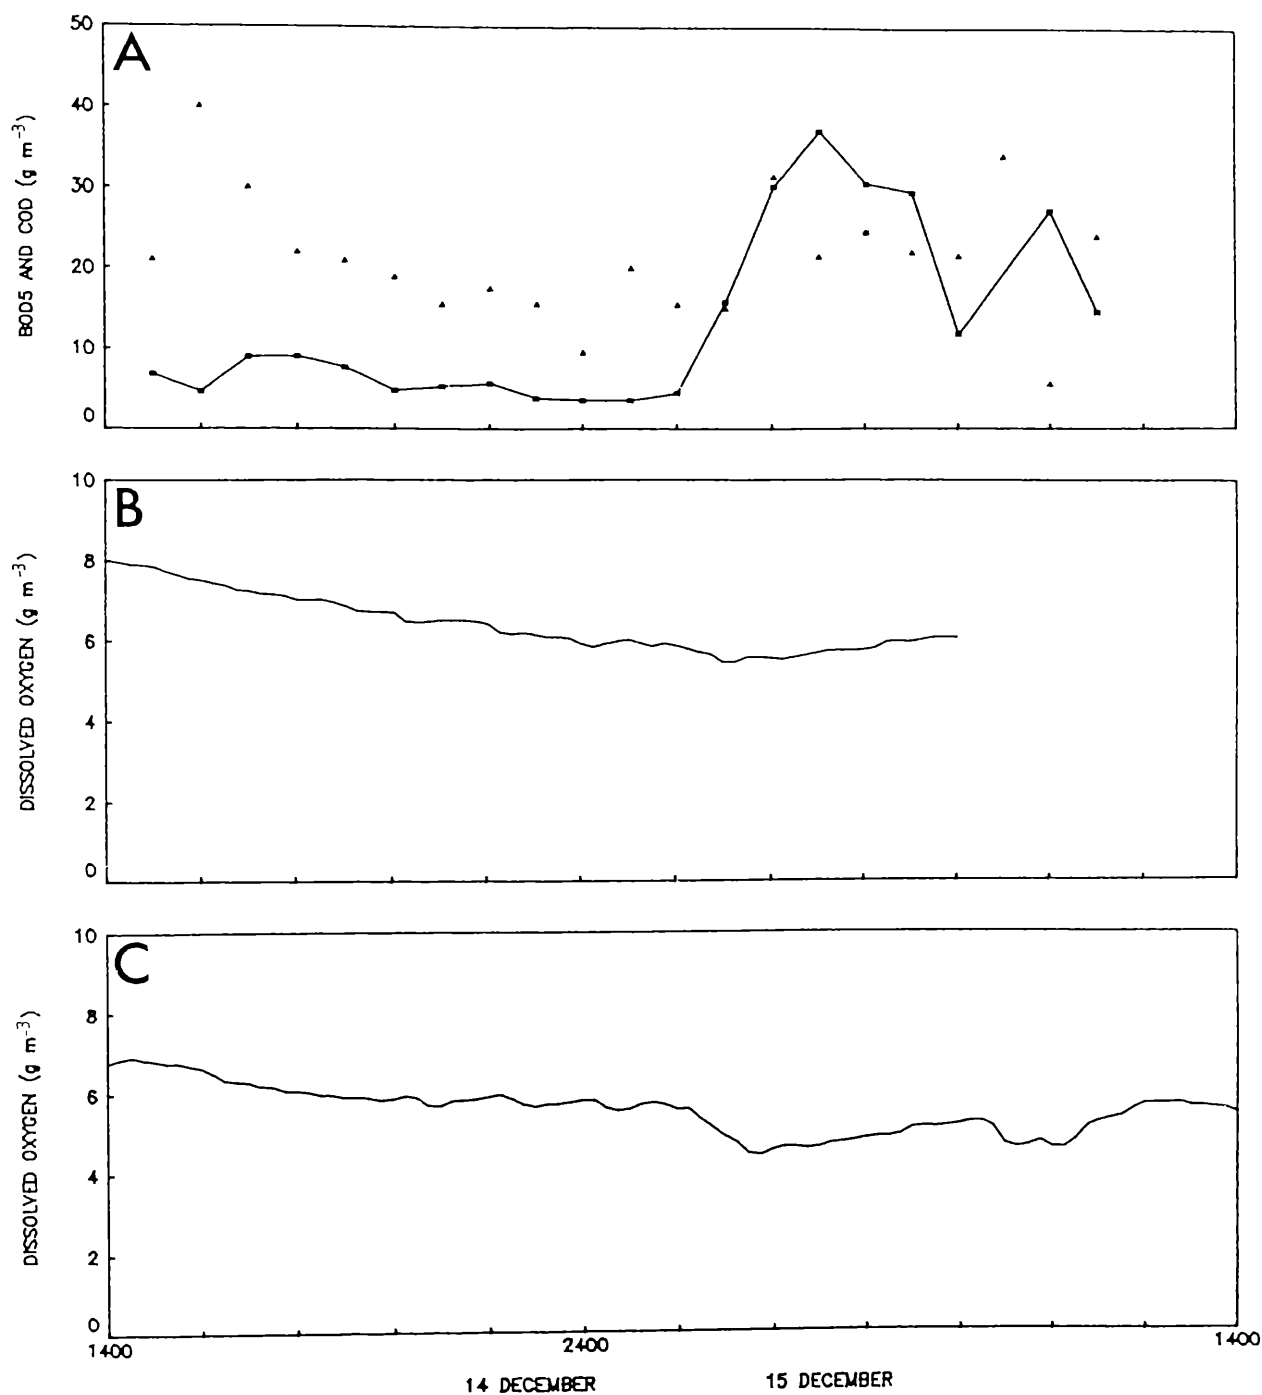 A
50
40
30
20
10
0
BOD5 AND COD (g m⁻³)
B
10
8
6
4
2
0
DISSOLVED OXYGEN (g m⁻³)
C
10
8
6
4
2
0
DISSOLVED OXYGEN (g m⁻³)
1400 2400 1400
14 DECEMBER 15 DECEMBER